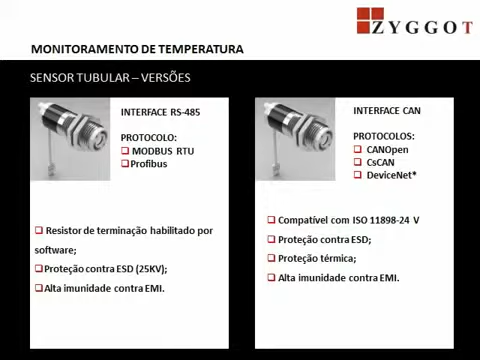 ZYGGOT
MONITORAMENTO DE TEMPERATURA
SENSOR TUBULAR – VERSÕES
INTERFACE RS-485
PROTOCOLO:
MODBUS RTU
Profibus
Resistor de terminação habilitado por
software;
Proteção contra ESD (25KV);
Alta imunidade contra EMI.
INTERFACE CAN
PROTOCOLOS:
CANOpen
CsCAN
DeviceNet*
Compatível com ISO 11898-24 V
Proteção contra ESD;
Proteção térmica;
Alta imunidade contra EMI.